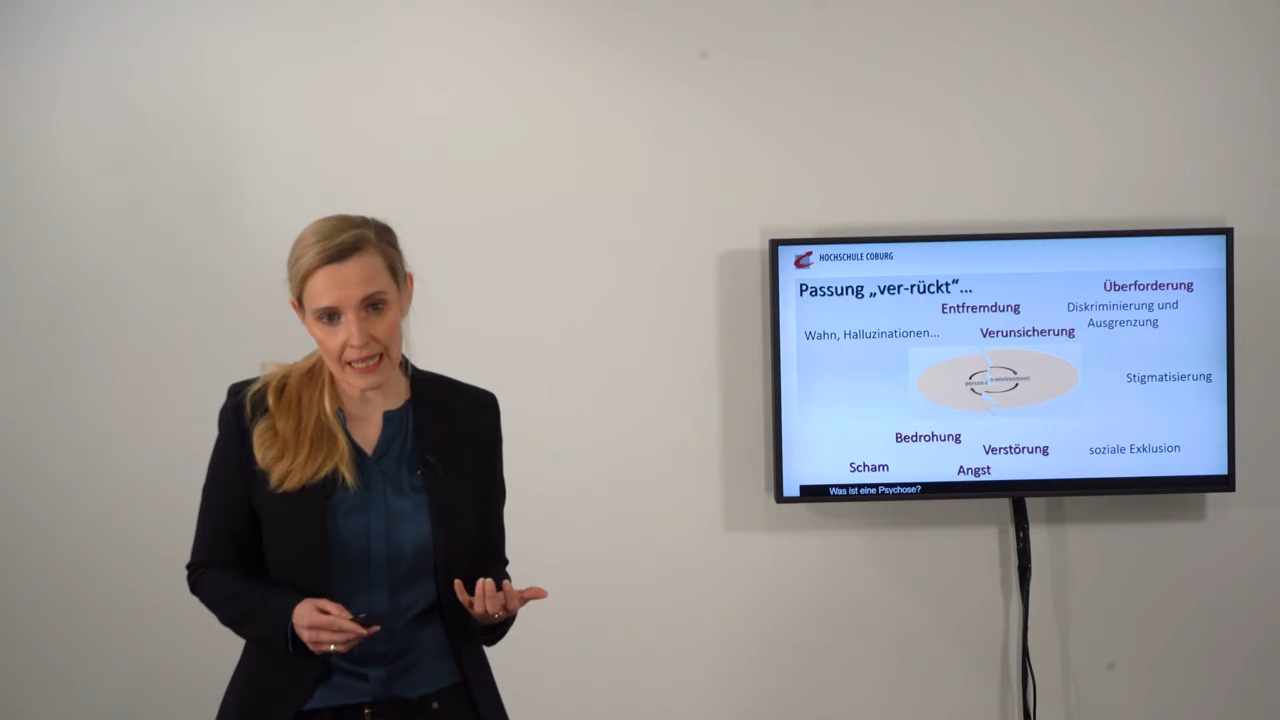 HOCHSCHULE COBURG
Passung „ver-rückt“...
Überforderung
Entfremdung
Diskriminierung und
Ausgrenzung
Wahn, Halluzinationen...
Verunsicherung
Stigmatisierung
Bedrohung
Verstörung
soziale Exklusion
Scham
Angst
Was ist eine Psychose?